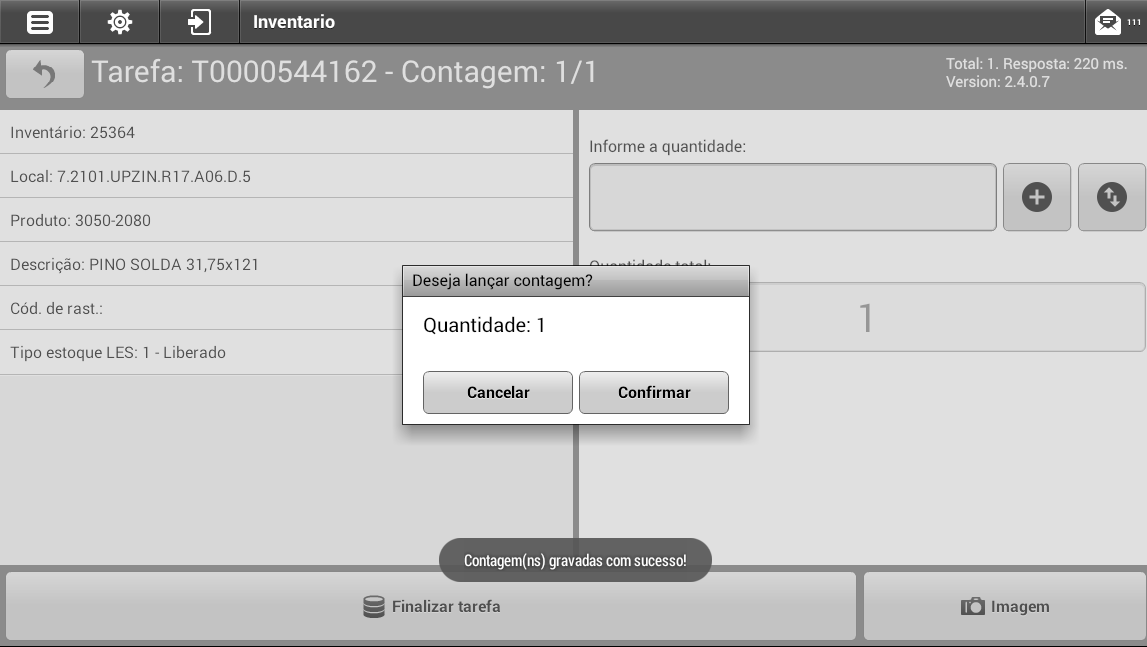 Inventario
111
Tarefa: T0000544162 - Contagem: 1/1
Total: 1. Resposta: 220 ms.
Version: 2.4.0.7
Inventário: 25364
Local: 7.2101.UPZIN.R17.A06.D.5
Produto: 3050-2080
Descrição: PINO SOLDA 31,75x121
Cód. de rast.:
Tipo estoque LES: 1 - Liberado
Informe a quantidade:
Quantidade total:
1
Deseja lançar contagem?
Quantidade: 1
Cancelar
Confirmar
Contagem(ns) gravadas com sucesso!
Finalizar tarefa
Imagem